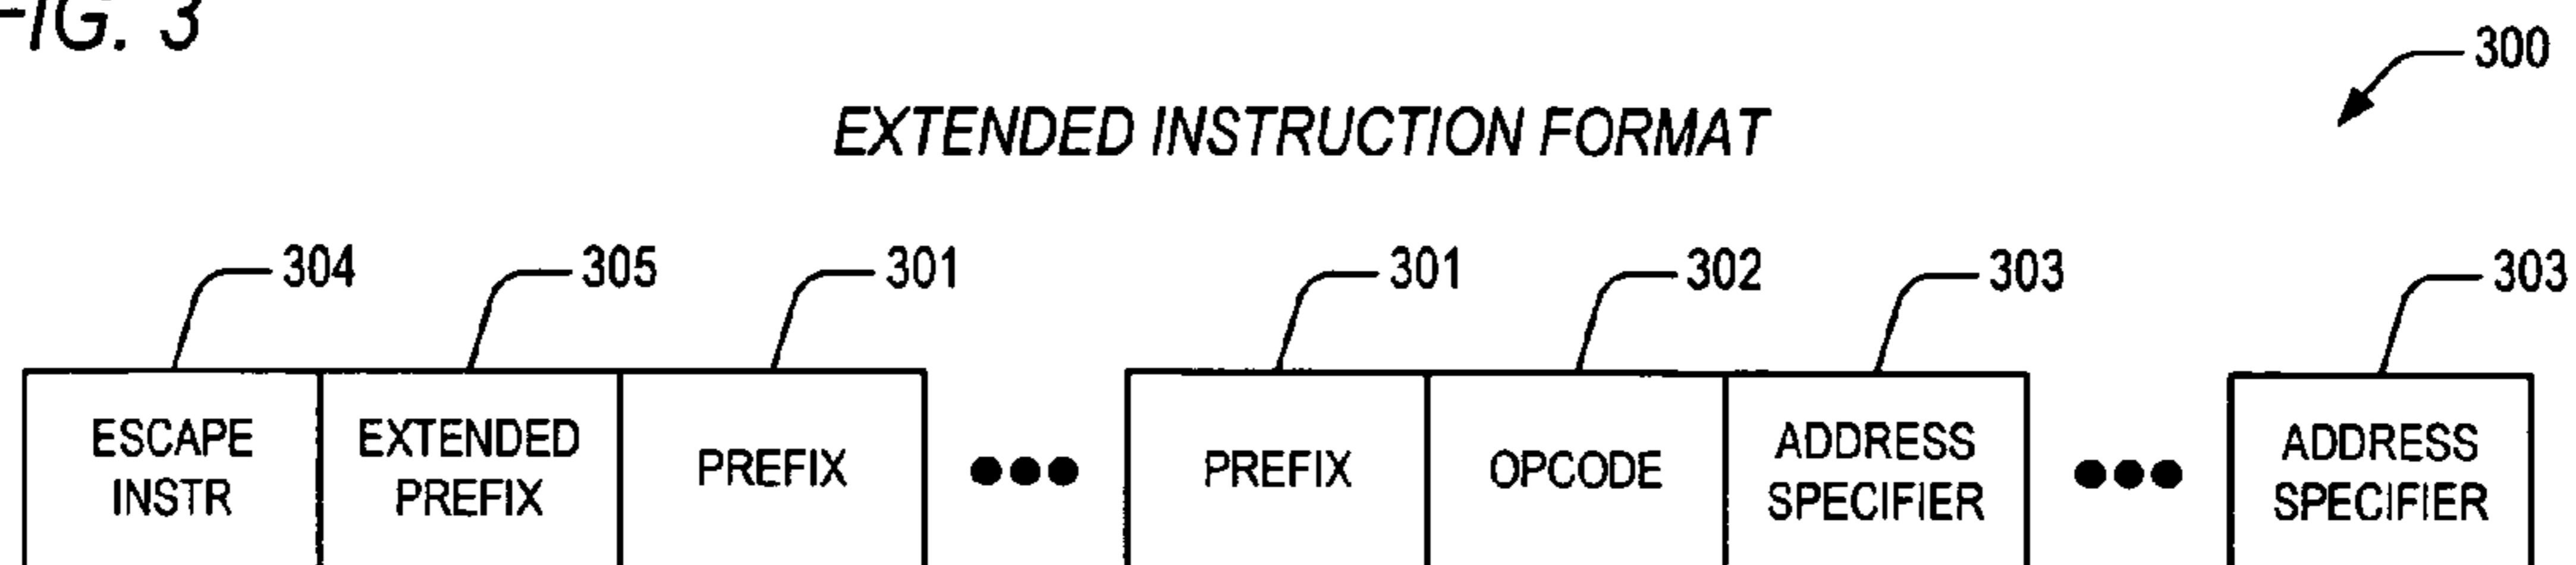 FIG. 3
300
EXTENDED INSTRUCTION FORMAT
304 305 301 301 302 303 303
ESCAPE INSTR
EXTENDED PREFIX
PREFIX
PREFIX
OPCODE
ADDRESS SPECIFIER
ADDRESS SPECIFIER